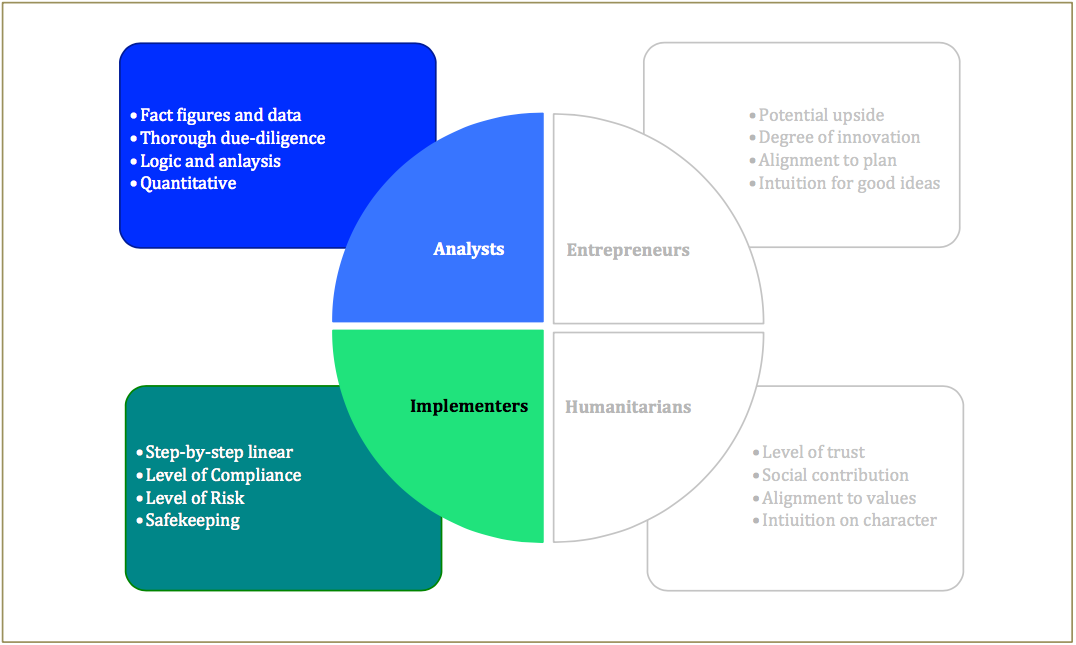 • Fact figures and data
• Thorough due-diligence
• Logic and anlaysis
• Quantitative
• Potential upside
• Degree of innovation
• Alignment to plan
• Intuition for good ideas
Analysts
Entrepreneurs
Implementers
Humanitarians
• Step-by-step linear
• Level of Compliance
• Level of Risk
• Safekeeping
• Level of trust
• Social contribution
• Alignment to values
• Intiuition on character